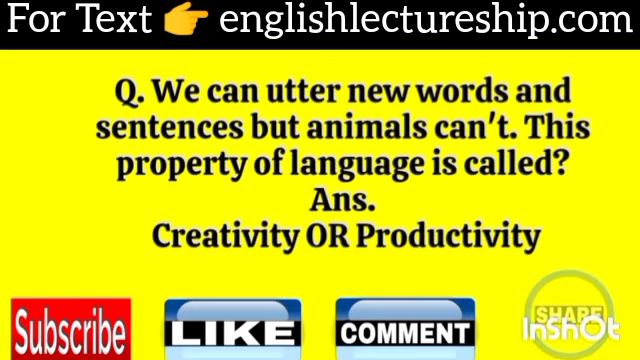 For Text 👉 englishlectureship.com
Q. We can utter new words and
sentences but animals can't. This
property of language is called?
Ans.
Creativity OR Productivity
Subscribe
LIKE
COMMENT
SHARE
InShOt